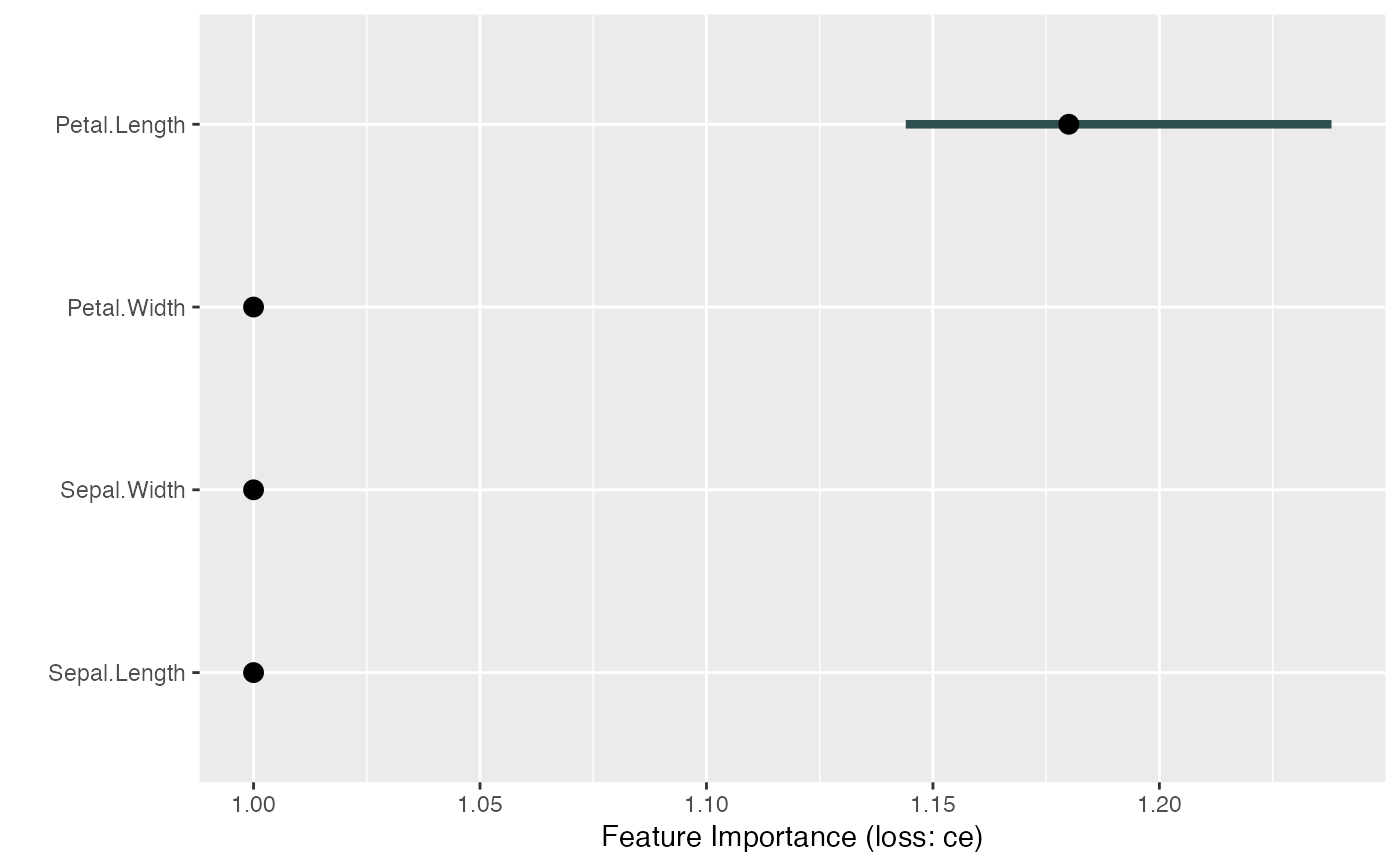 Petal.Length
Petal.Width
Sepal.Width
Sepal.Length
1.00 1.05 1.10 1.15 1.20
Feature Importance (loss: ce)